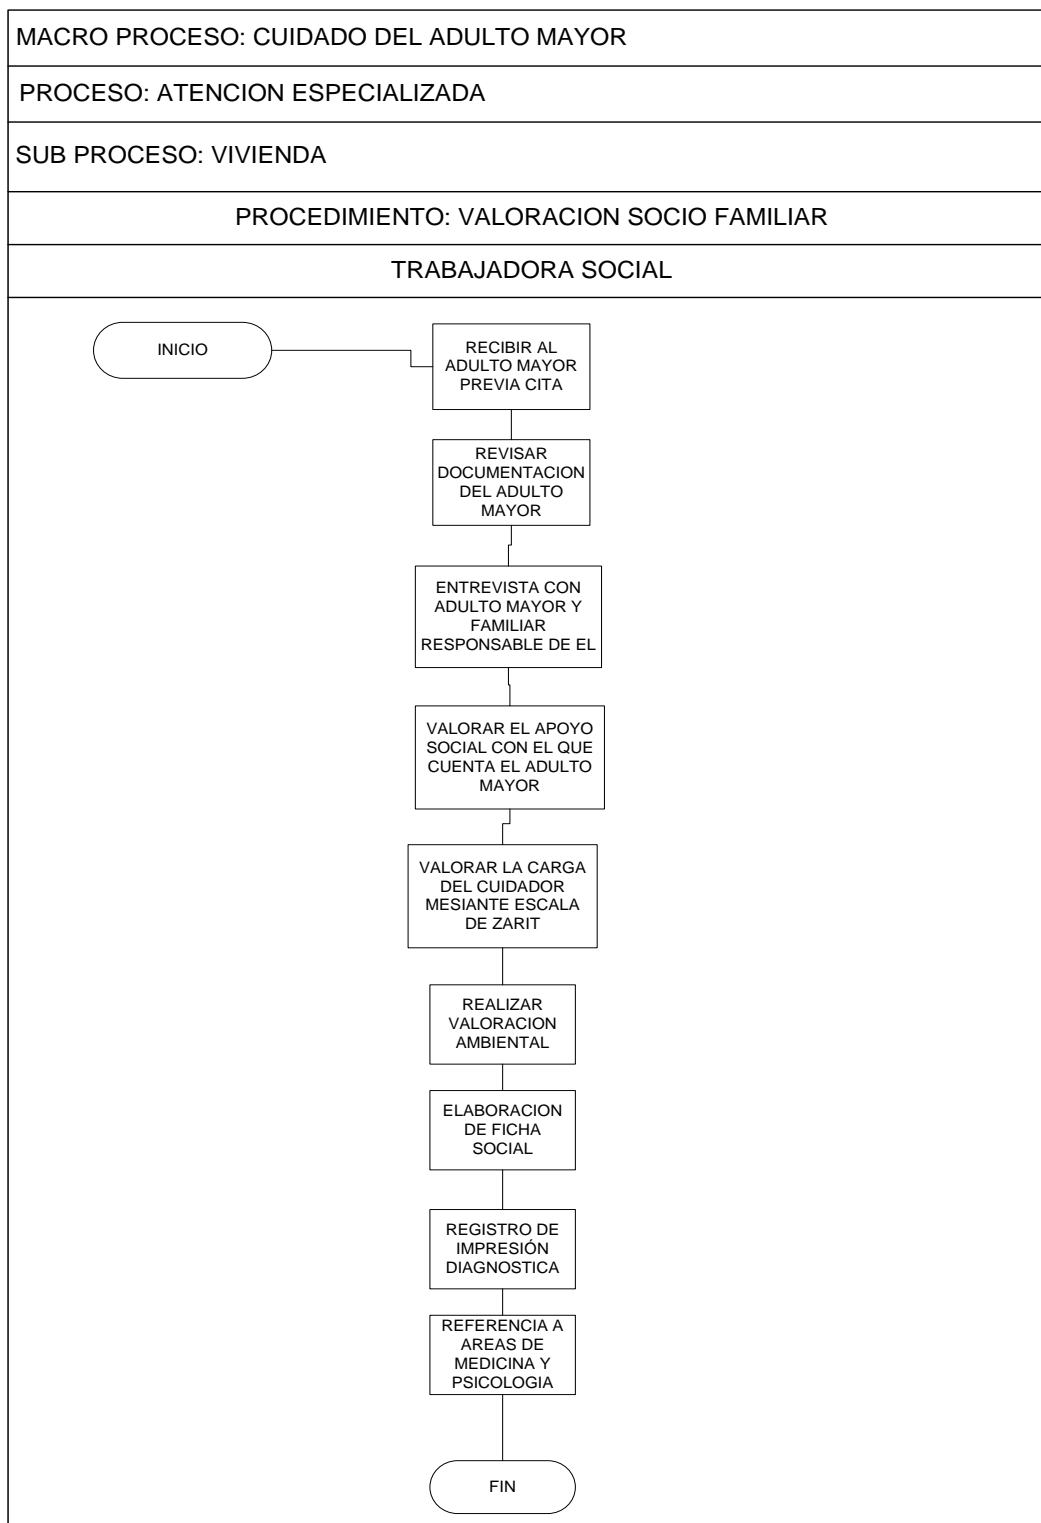 MACRO PROCESO: CUIDADO DEL ADULTO MAYOR
PROCESO: ATENCION ESPECIALIZADA
SUB PROCESO: VIVIENDA
PROCEDIMIENTO: VALORACION SOCIO FAMILIAR
TRABAJADORA SOCIAL
INICIO
RECIBIR AL
ADULTO MAYOR
PREVIA CITA
REVISAR
DOCUMENTACION
DEL ADULTO
MAYOR
ENTREVISTA CON
ADULTO MAYOR Y
FAMILIAR
RESPONSABLE DE EL
VALORAR EL APOYO
SOCIAL CON EL QUE
CUENTA EL ADULTO
MAYOR
VALORAR LA CARGA
DEL CUIDADOR
MESIANTE ESCALA
DE ZARIT
REALIZAR
VALORACION
AMBIENTAL
ELABORACION
DE FICHA
SOCIAL
REGISTRO DE
IMPRESIÓN
DIAGNOSTICA
REFERENCIA A
AREAS DE
MEDICINA Y
PSICOLOGIA
FIN